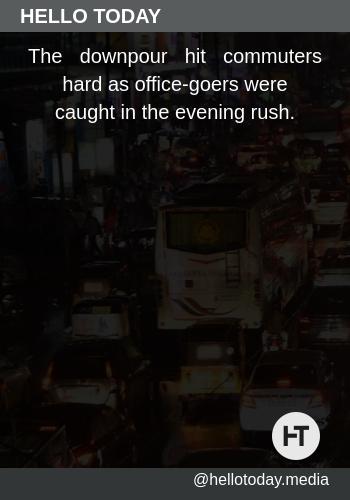 HELLO TODAY
The downpour hit commuters
hard as office-goers were
caught in the evening rush.
HT
@hellotoday.media